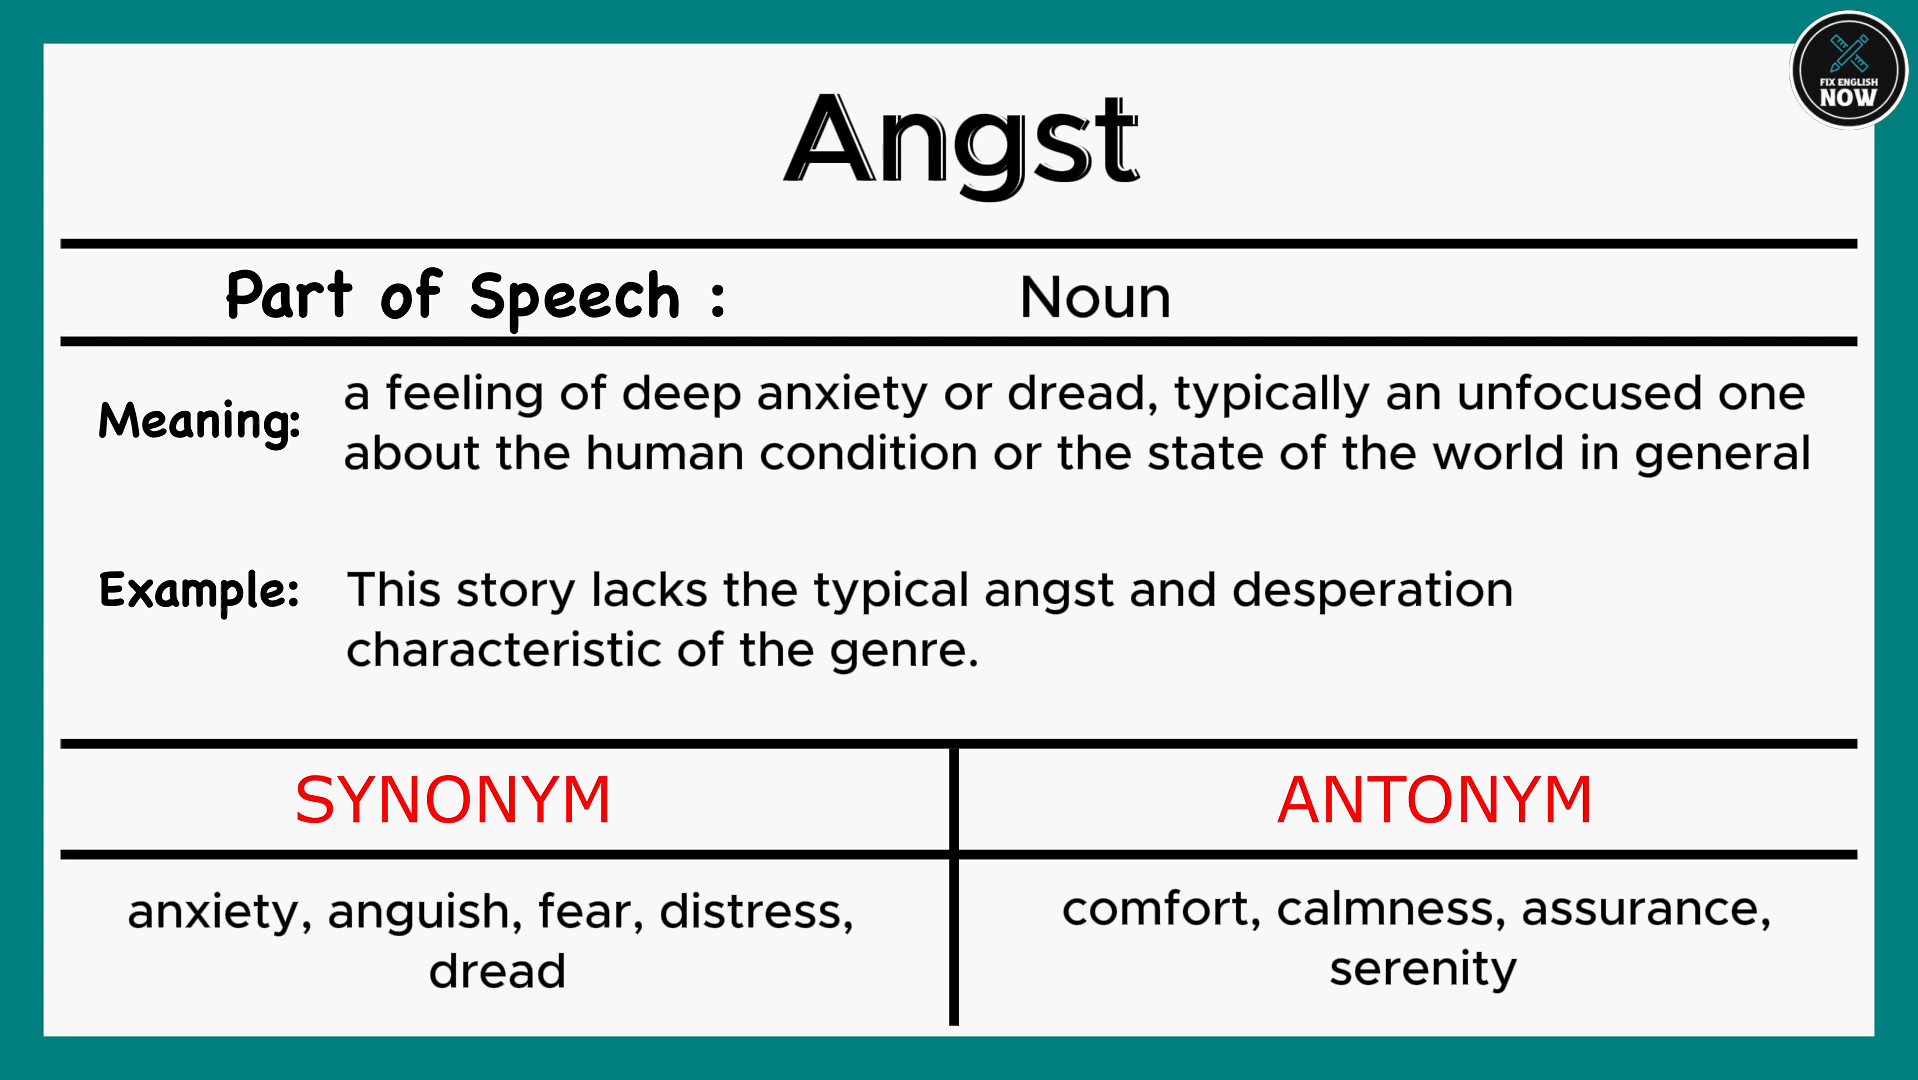 FIX ENGLISH
NOW
Angst
Part of Speech : Noun
Meaning: a feeling of deep anxiety or dread, typically an unfocused one
about the human condition or the state of the world in general
Example: This story lacks the typical angst and desperation
characteristic of the genre.
SYNONYM
anxiety, anguish, fear, distress,
dread
ANTONYM
comfort, calmness, assurance,
serenity